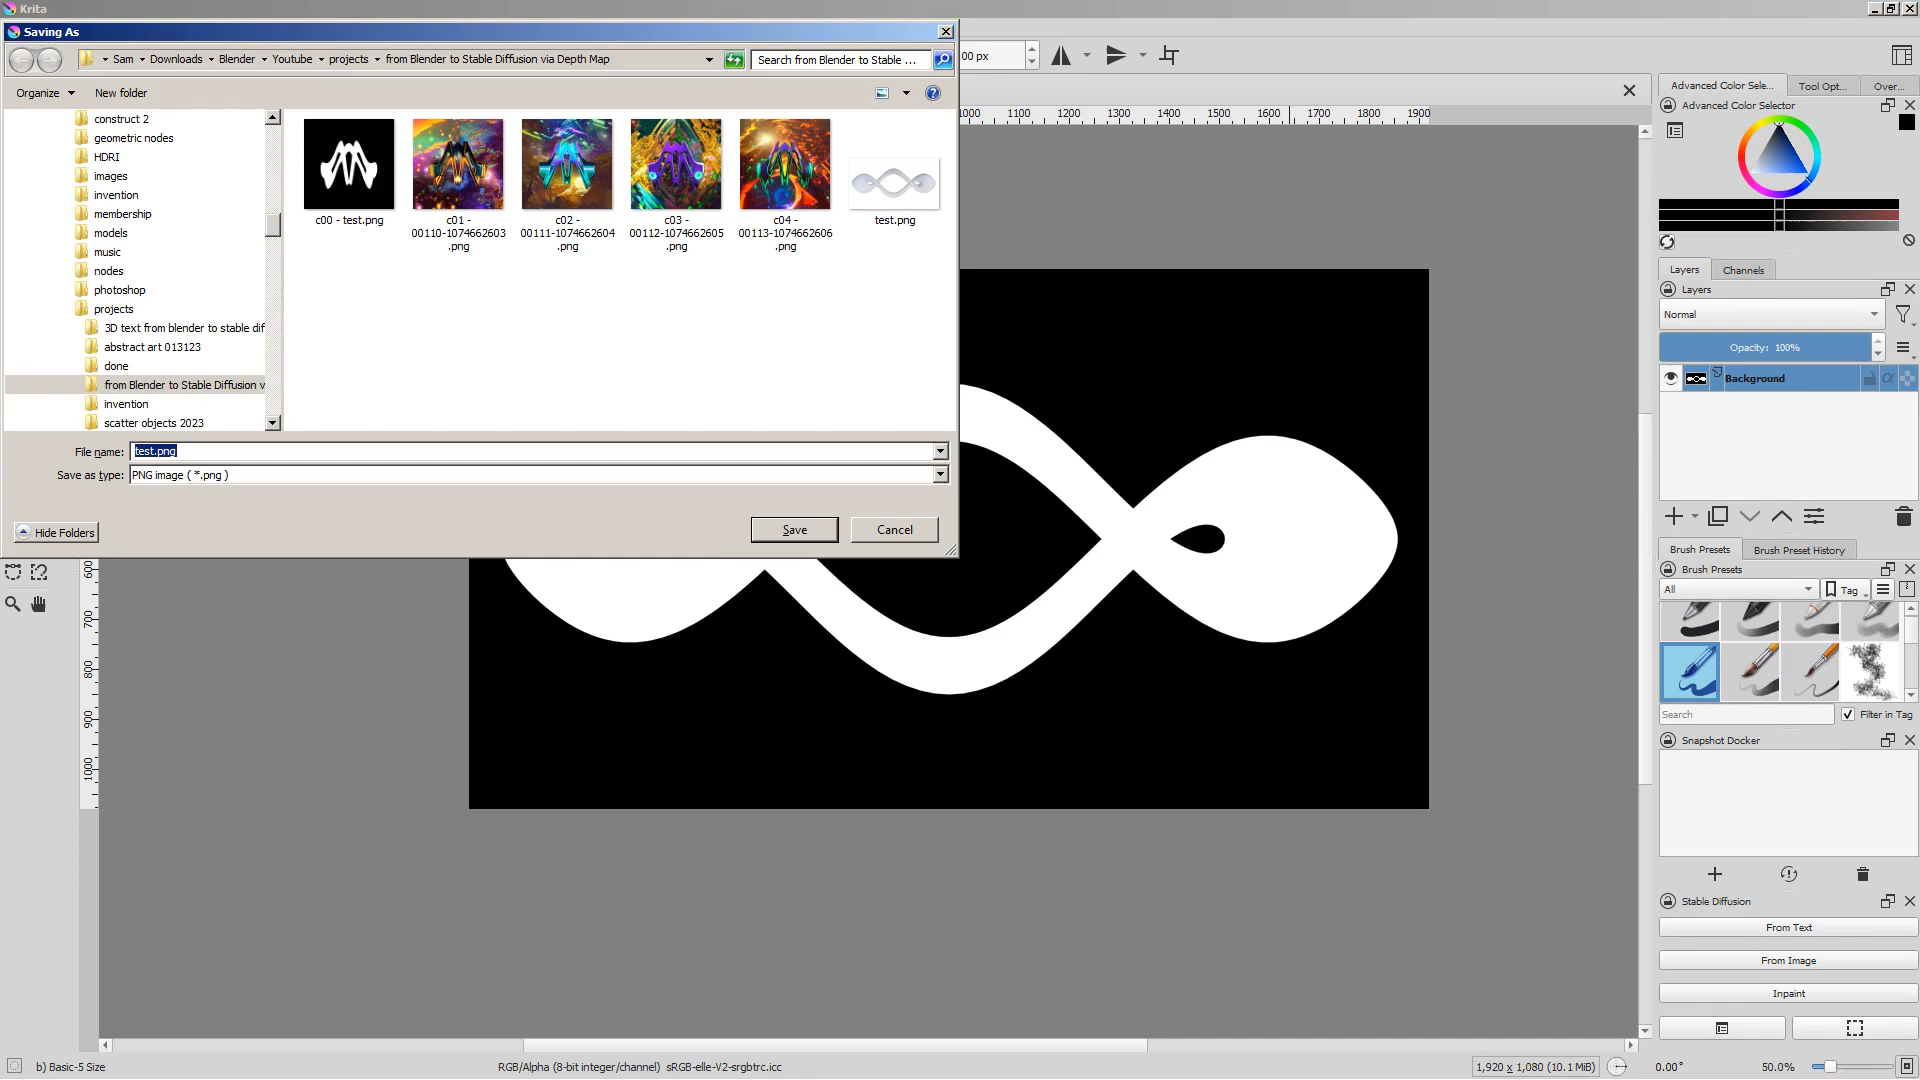 Krita
Saving As
Sam Downloads Blender Youtube projects from Blender to Stable Diffusion via Depth Map
Search from Blender to Stable ...
00 px
Organize
New folder
construct 2
geometric nodes
HDRI
images
invention
membership
models
music
nodes
photoshop
projects
3D text from blender to stable dif
abstract art 013123
done
from Blender to Stable Diffusion v
invention
scatter objects 2023
c00 - test.png
c01 -
00110-1074662603
.png
c02 -
00111-1074662604
.png
c03 -
00112-1074662605
.png
c04 -
00113-1074662606
.png
test.png
File name:
test.png
Save as type:
PNG image ( *.png )
Hide Folders
Save
Cancel
1000 1100 1200 1300 1400 1500 1600 1700 1800 1900
600
700
800
900
1000
Advanced Color Sele...
Tool Opt...
Over...
Advanced Color Selector
Layers
Channels
Layers
Normal
Opacity: 100%
Background
Brush Presets
Brush Preset History
Brush Presets
All
Tag
Search
Filter in Tag
Snapshot Docker
Stable Diffusion
From Text
From Image
Inpaint
b) Basic-5 Size
RGB/Alpha (8-bit integer/channel) sRGB-elle-V2-srgbtrc.icc
1,920 x 1,080 (10.1 MiB)
0.00°
50.0%